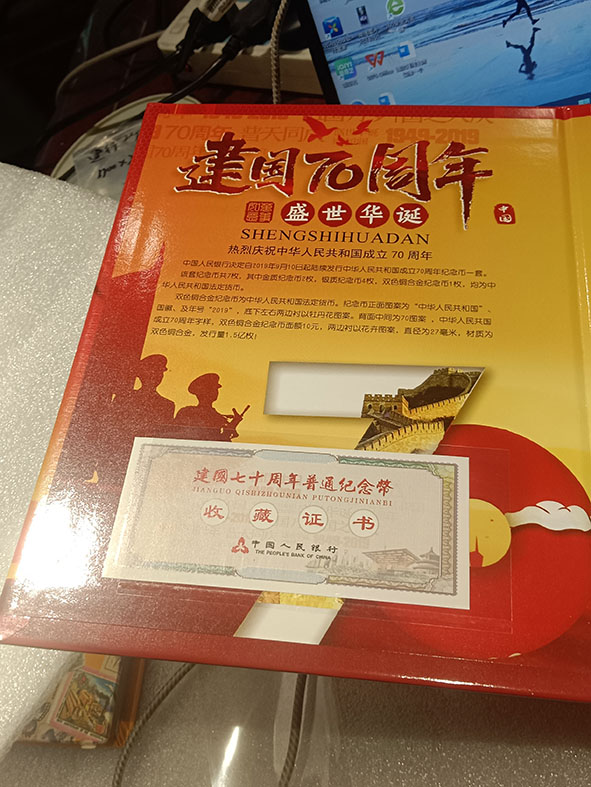 70周年 普天同庆
1949-2019
建国70周年
中国
盛世华诞
SHENGSHIHUADAN
热烈庆祝中华人民共和国成立 70 周年
中国人民银行决定自2019年9月10日起陆续发行中华人民共和国成立70周年纪念币一套。
该套纪念币共7枚，其中金质纪念币2枚，银质纪念币4枚，双色铜合金纪念币1枚，均为中
华人民共和国法定货币。
双色铜合金纪念币为中华人民共和国法定货币。纪念币正面图案为“中华人民共和国”、
国徽、及年号“2019”，底下左右两边衬以牡丹花图案。背面中间为70图案，中华人民共国
成立70周年字样，双色铜合金纪念币面额10元，两边衬以花卉图案，直径为27毫米，材质为
双色铜合金，发行量1.5亿枚！
建國七十周年普通纪念幣
JIANGUO QISHIZHOUNIAN PUTONGJINIANBI
收藏证书
中国人民银行
THE PEOPLE'S BANK OF CHINA